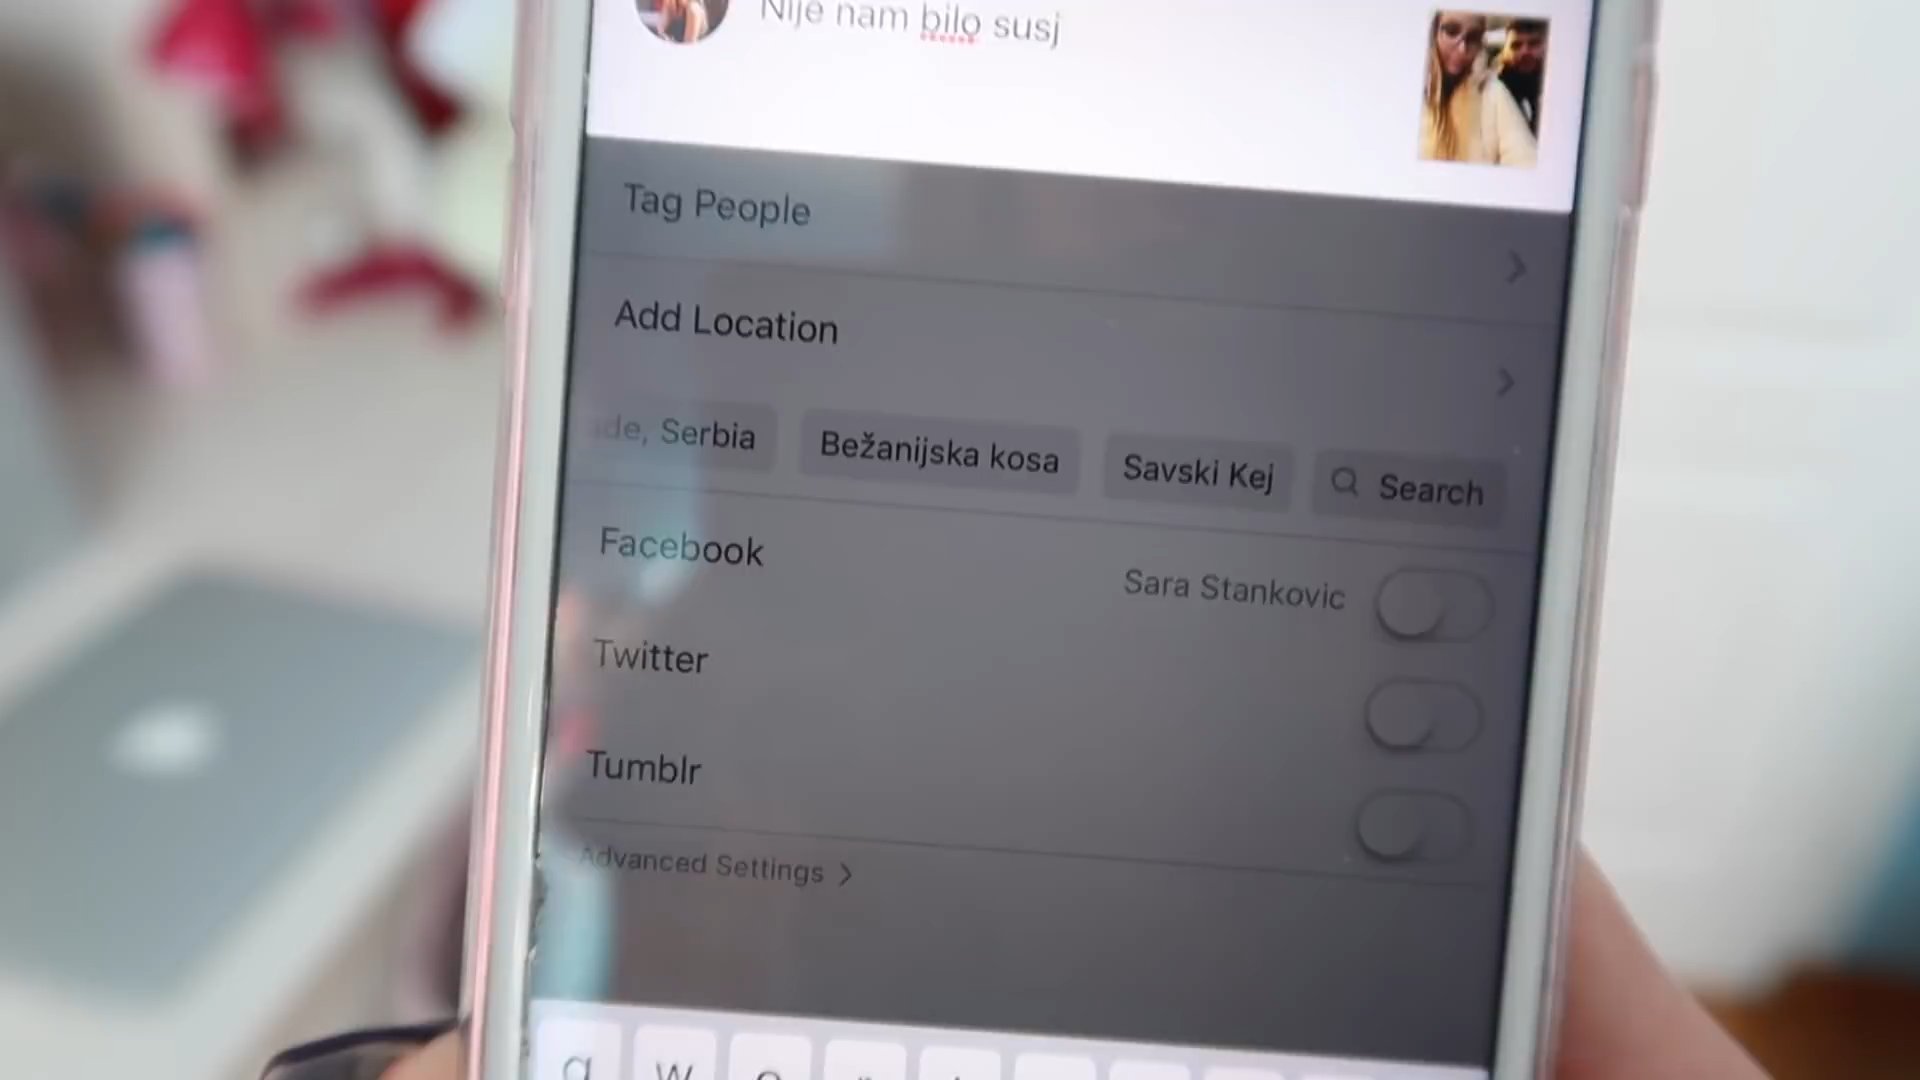 Nije nam bilo susj
Tag People
Add Location
ade, Serbia
Bežanijska kosa
Savski Kej
Search
Facebook
Sara Stankovic
Twitter
Tumblr
Advanced Settings
q w